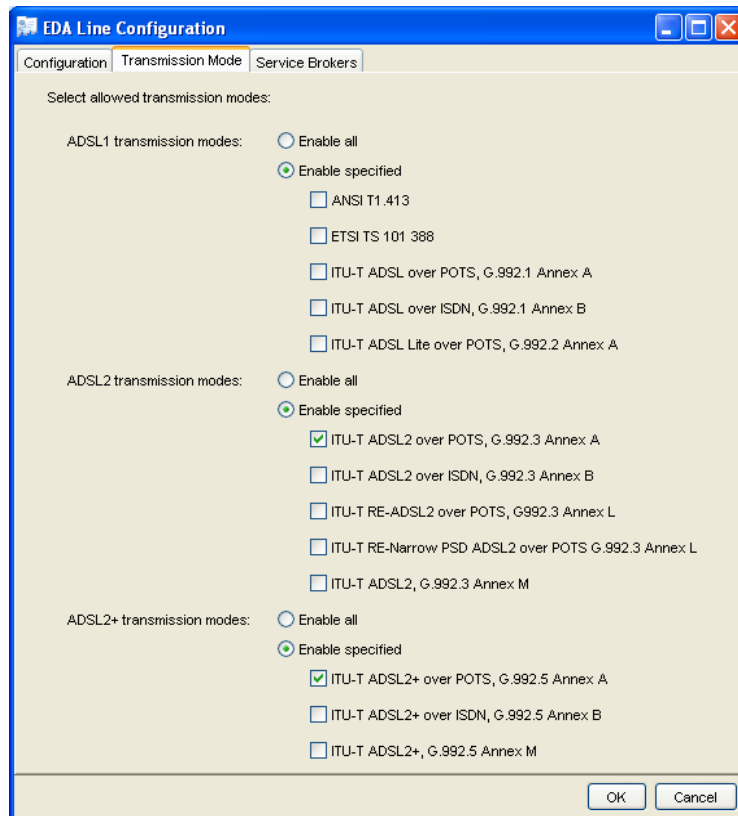 EDA Line Configuration
Configuration Transmission Mode Service Brokers
Select allowed transmission modes:
ADSL1 transmission modes: Enable all
Enable specified
ANSI T1.413
ETSI TS 101 388
ITU-T ADSL over POTS, G.992.1 Annex A
ITU-T ADSL over ISDN, G.992.1 Annex B
ITU-T ADSL Lite over POTS, G.992.2 Annex A
ADSL2 transmission modes: Enable all
Enable specified
ITU-T ADSL2 over POTS, G.992.3 Annex A
ITU-T ADSL2 over ISDN, G.992.3 Annex B
ITU-T RE-ADSL2 over POTS, G992.3 Annex L
ITU-T RE-Narrow PSD ADSL2 over POTS G.992.3 Annex L
ITU-T ADSL2, G.992.3 Annex M
ADSL2+ transmission modes: Enable all
Enable specified
ITU-T ADSL2+ over POTS, G.992.5 Annex A
ITU-T ADSL2+ over ISDN, G.992.5 Annex B
ITU-T ADSL2+, G.992.5 Annex M
OK Cancel